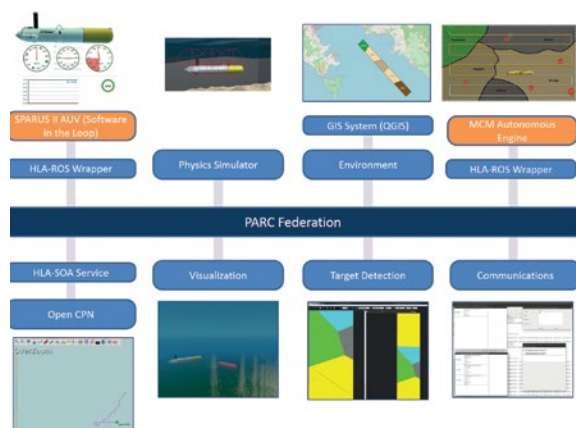 SPARUS II AUV (Software
in the Loop)
GIS System (QGIS)
MCM Autonomous
Engine
HLA-ROS Wrapper
Physics Simulator
Environment
HLA-ROS Wrapper
PARC Federation
HLA-SOA Service
Visualization
Target Detection
Communications
Open CPN
OverZoom